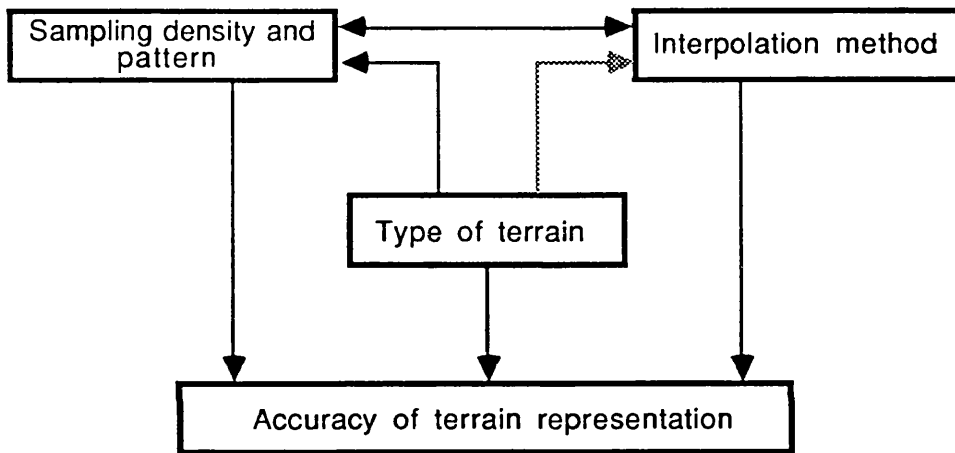 Sampling density and
pattern
Interpolation method
Type of terrain
Accuracy of terrain representation